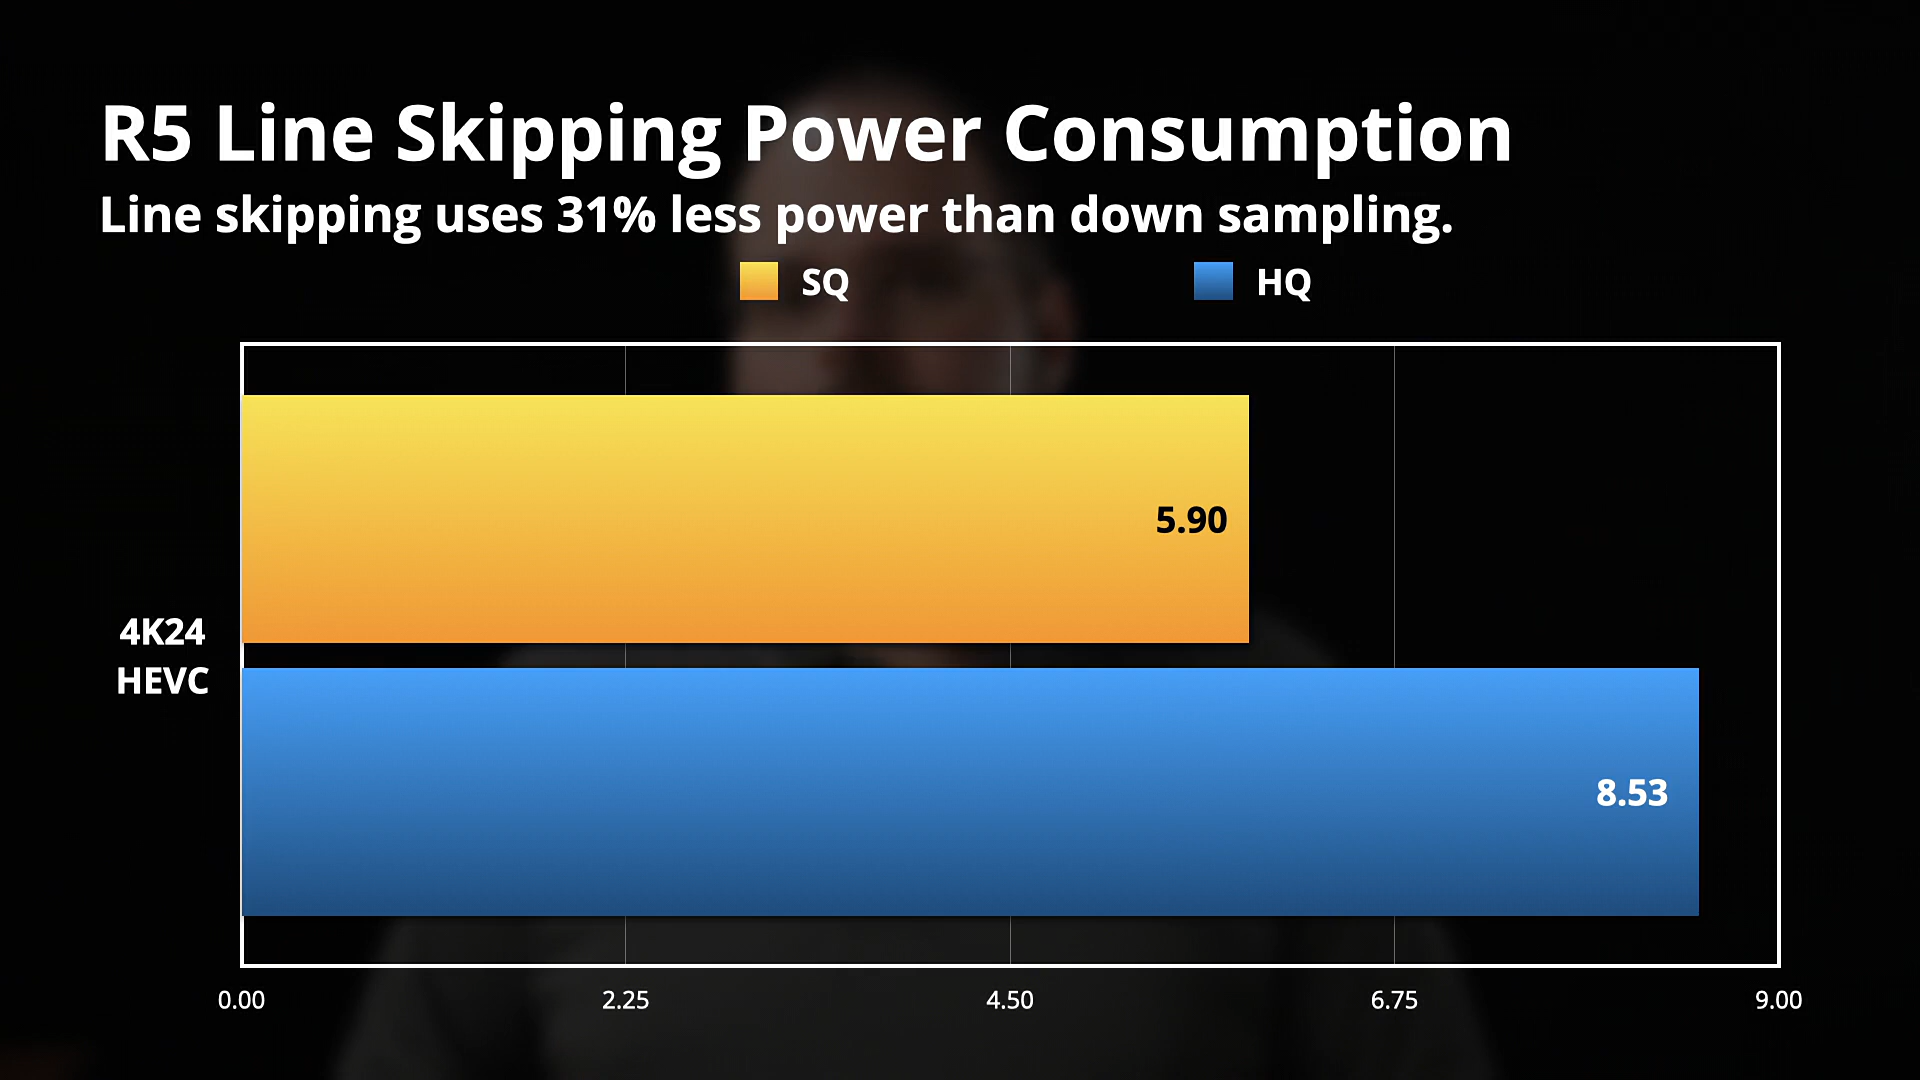 R5 Line Skipping Power Consumption
Line skipping uses 31% less power than down sampling.
SQ HQ
5.90
4K24
HEVC
8.53
0.00 2.25 4.50 6.75 9.00